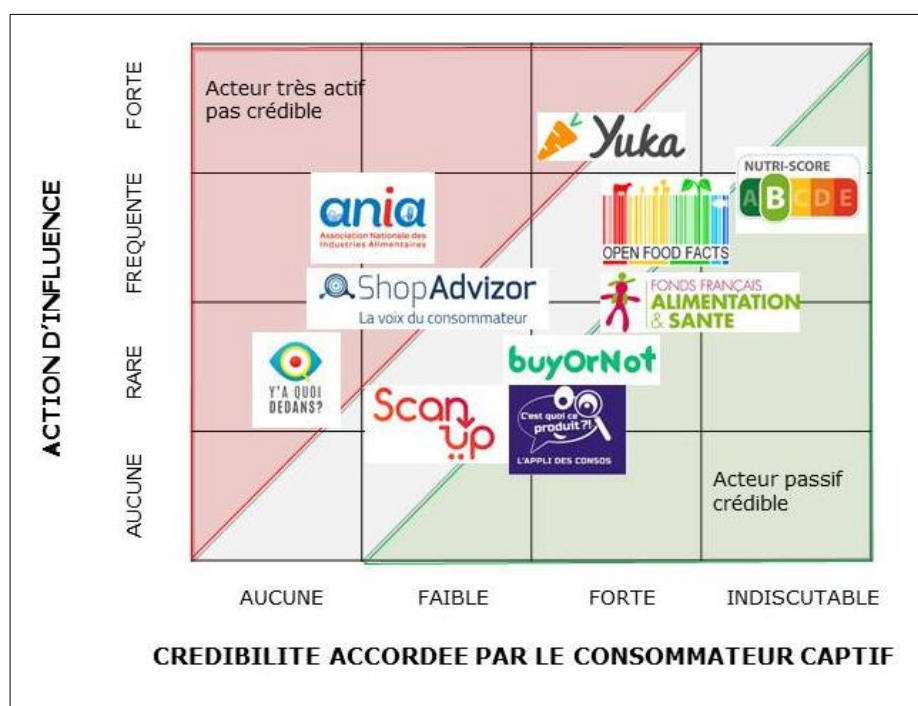 ACTION D'INFLUENCE
FORTE
FREQUENTE
RARE
AUCUNE
Acteur très actif
pas crédible
Yuka
NUTRI-SCORE
A B C D E
ania
Association Nationale des
Industries Alimentaires
OPEN FOOD FACTS
ShopAdvizor
La voix du consommateur
FONDS FRANÇAIS
ALIMENTATION
& SANTE
buyOrNot
Y'A QUOI
DEDANS?
Scan
Up
C'est quoi ce
produit?!
L'APPLI DES CONSOS
Acteur passif
crédible
AUCUNE
FAIBLE
FORTE
INDISCUTABLE
CREDIBILITE ACCORDEE PAR LE CONSOMMATEUR CAPTIF